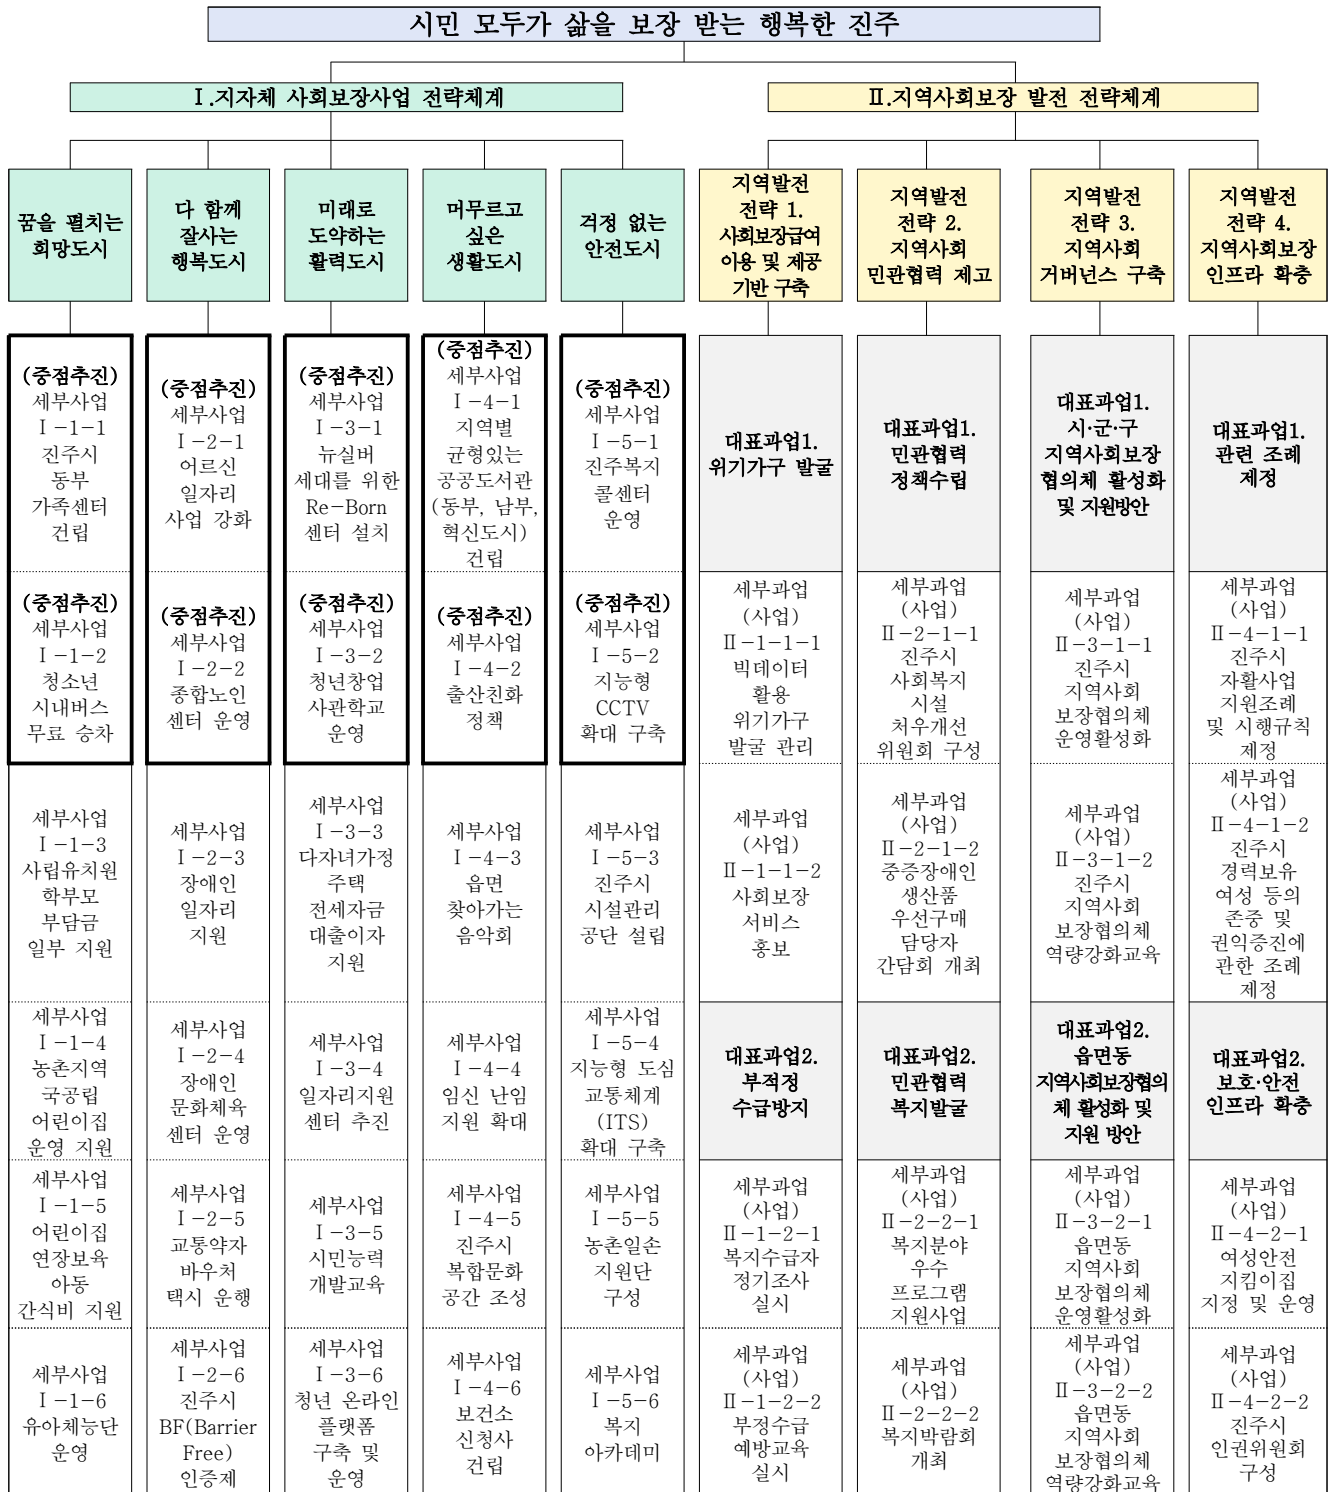 시민 모두가 삶을 보장 받는 행복한 진주
Ⅰ.지자체 사회보장사업 전략체계
Ⅱ.지역사회보장 발전 전략체계
꿈을 펼치는
희망도시
다 함께
잘사는
행복도시
미래로
도약하는
활력도시
머무르고
싶은
생활도시
걱정 없는
안전도시
지역발전
전략 1.
사회보장급여
이용 및 제공
기반 구축
지역발전
전략 2.
지역사회
민관협력 제고
지역발전
전략 3.
지역사회
거버넌스 구축
지역발전
전략 4.
지역사회보장
인프라 확충
(중점추진)
세부사업
Ⅰ-1-1
진주시
동부
가족센터
건립
(중점추진)
세부사업
Ⅰ-2-1
어르신
일자리
사업 강화
(중점추진)
세부사업
Ⅰ-3-1
뉴실버
세대를 위한
Re-Born
센터 설치
(중점추진)
세부사업
Ⅰ-4-1
지역별
균형있는
공공도서관
(동부, 남부,
혁신도시)
건립
(중점추진)
세부사업
Ⅰ-5-1
진주복지
콜센터
운영
대표과업1.
위기가구 발굴
대표과업1.
민관협력
정책수립
대표과업1.
시·군·구
지역사회보장
협의체 활성화
및 지원방안
대표과업1.
관련 조례
제정
(중점추진)
세부사업
Ⅰ-1-2
청소년
시내버스
무료 승차
(중점추진)
세부사업
Ⅰ-2-2
종합노인
센터 운영
(중점추진)
세부사업
Ⅰ-3-2
청년창업
사관학교
운영
(중점추진)
세부사업
Ⅰ-4-2
출산친화
정책
(중점추진)
세부사업
Ⅰ-5-2
지능형
CCTV
확대 구축
세부과업
(사업)
Ⅱ-1-1-1
빅데이터
활용
위기가구
발굴 관리
세부과업
(사업)
Ⅱ-2-1-1
진주시
사회복지
시설
처우개선
위원회 구성
세부과업
(사업)
Ⅱ-3-1-1
진주시
지역사회
보장협의체
운영활성화
세부과업
(사업)
Ⅱ-4-1-1
진주시
자활사업
지원조례
및 시행규칙
제정
세부사업
Ⅰ-1-3
사립유치원
학부모
부담금
일부 지원
세부사업
Ⅰ-2-3
장애인
일자리
지원
세부사업
Ⅰ-3-3
다자녀가정
주택
전세자금
대출이자
지원
세부사업
Ⅰ-4-3
읍면
찾아가는
음악회
세부사업
Ⅰ-5-3
진주시
시설관리
공단 설립
세부과업
(사업)
Ⅱ-1-1-2
사회보장
서비스
홍보
세부과업
(사업)
Ⅱ-2-1-2
중증장애인
생산품
우선구매
담당자
간담회 개최
세부과업
(사업)
Ⅱ-3-1-2
진주시
지역사회
보장협의체
역량강화교육
세부과업
(사업)
Ⅱ-4-1-2
진주시
경력보유
여성 등의
존중 및
권익증진에
관한 조례
제정
세부사업
Ⅰ-1-4
농촌지역
국공립
어린이집
운영 지원
세부사업
Ⅰ-2-4
장애인
문화체육
센터 운영
세부사업
Ⅰ-3-4
일자리지원
센터 추진
세부사업
Ⅰ-4-4
임신 난임
지원 확대
세부사업
Ⅰ-5-4
지능형 도심
교통체계
(ITS)
확대 구축
대표과업2.
부적정
수급방지
대표과업2.
민관협력
복지발굴
대표과업2.
읍면동
지역사회보장협의
체 활성화 및
지원 방안
대표과업2.
보호·안전
인프라 확충
세부사업
Ⅰ-1-5
어린이집
연장보육
아동
간식비 지원
세부사업
Ⅰ-2-5
교통약자
바우처
택시 운행
세부사업
Ⅰ-3-5
시민능력
개발교육
세부사업
Ⅰ-4-5
진주시
복합문화
공간 조성
세부사업
Ⅰ-5-5
농촌일손
지원단
구성
세부과업
(사업)
Ⅱ-1-2-1
복지수급자
정기조사
실시
세부과업
(사업)
Ⅱ-2-2-1
복지분야
우수
프로그램
지원사업
세부과업
(사업)
Ⅱ-3-2-1
읍면동
지역사회
보장협의체
운영활성화
세부과업
(사업)
Ⅱ-4-2-1
여성안전
지킴이집
지정 및 운영
세부사업
Ⅰ-1-6
유아체능단
운영
세부사업
Ⅰ-2-6
진주시
BF(Barrier
Free)
인증제
세부사업
Ⅰ-3-6
청년 온라인
플랫폼
구축 및
운영
세부사업
Ⅰ-4-6
보건소
신청사
건립
세부사업
Ⅰ-5-6
복지
아카데미
세부과업
(사업)
Ⅱ-1-2-2
부정수급
예방교육
실시
세부과업
(사업)
Ⅱ-2-2-2
복지박람회
개최
세부과업
(사업)
Ⅱ-3-2-2
읍면동
지역사회
보장협의체
역량강화교육
세부과업
(사업)
Ⅱ-4-2-2
진주시
인권위원회
구성